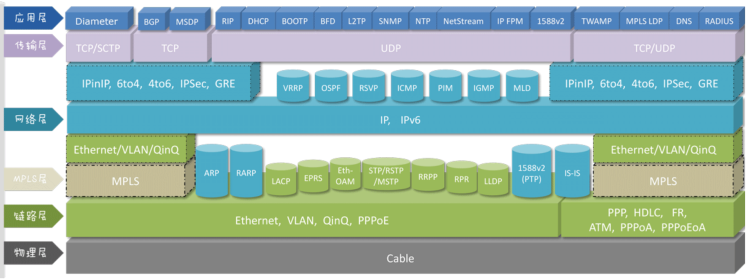 应用层
Diameter
BGP
MSDP
RIP
DHCP
BOOTP
BFD
L2TP
SNMP
NTP
NetStream
IP FPM
1588v2
TWAMP
MPLS LDP
DNS
RADIUS
传输层
TCP/SCTP
TCP
UDP
TCP/UDP
IPinIP, 6to4, 4to6, IPSec, GRE
VRRP
OSPF
RSVP
ICMP
PIM
IGMP
MLD
IPinIP, 6to4, 4to6, IPSec, GRE
网络层
IP, IPv6
Ethernet/VLAN/QinQ
Ethernet/VLAN/QinQ
MPLS层
MPLS
ARP
RARP
LACP
EPRS
Eth-
OAM
STP/RSTP
/MSTP
RRPP
RPR
LLDP
1588v2
(PTP)
IS-IS
MPLS
链路层
Ethernet, VLAN, QinQ, PPPoE
PPP, HDLC, FR,
ATM, PPPoA, PPPoEoA
物理层
Cable